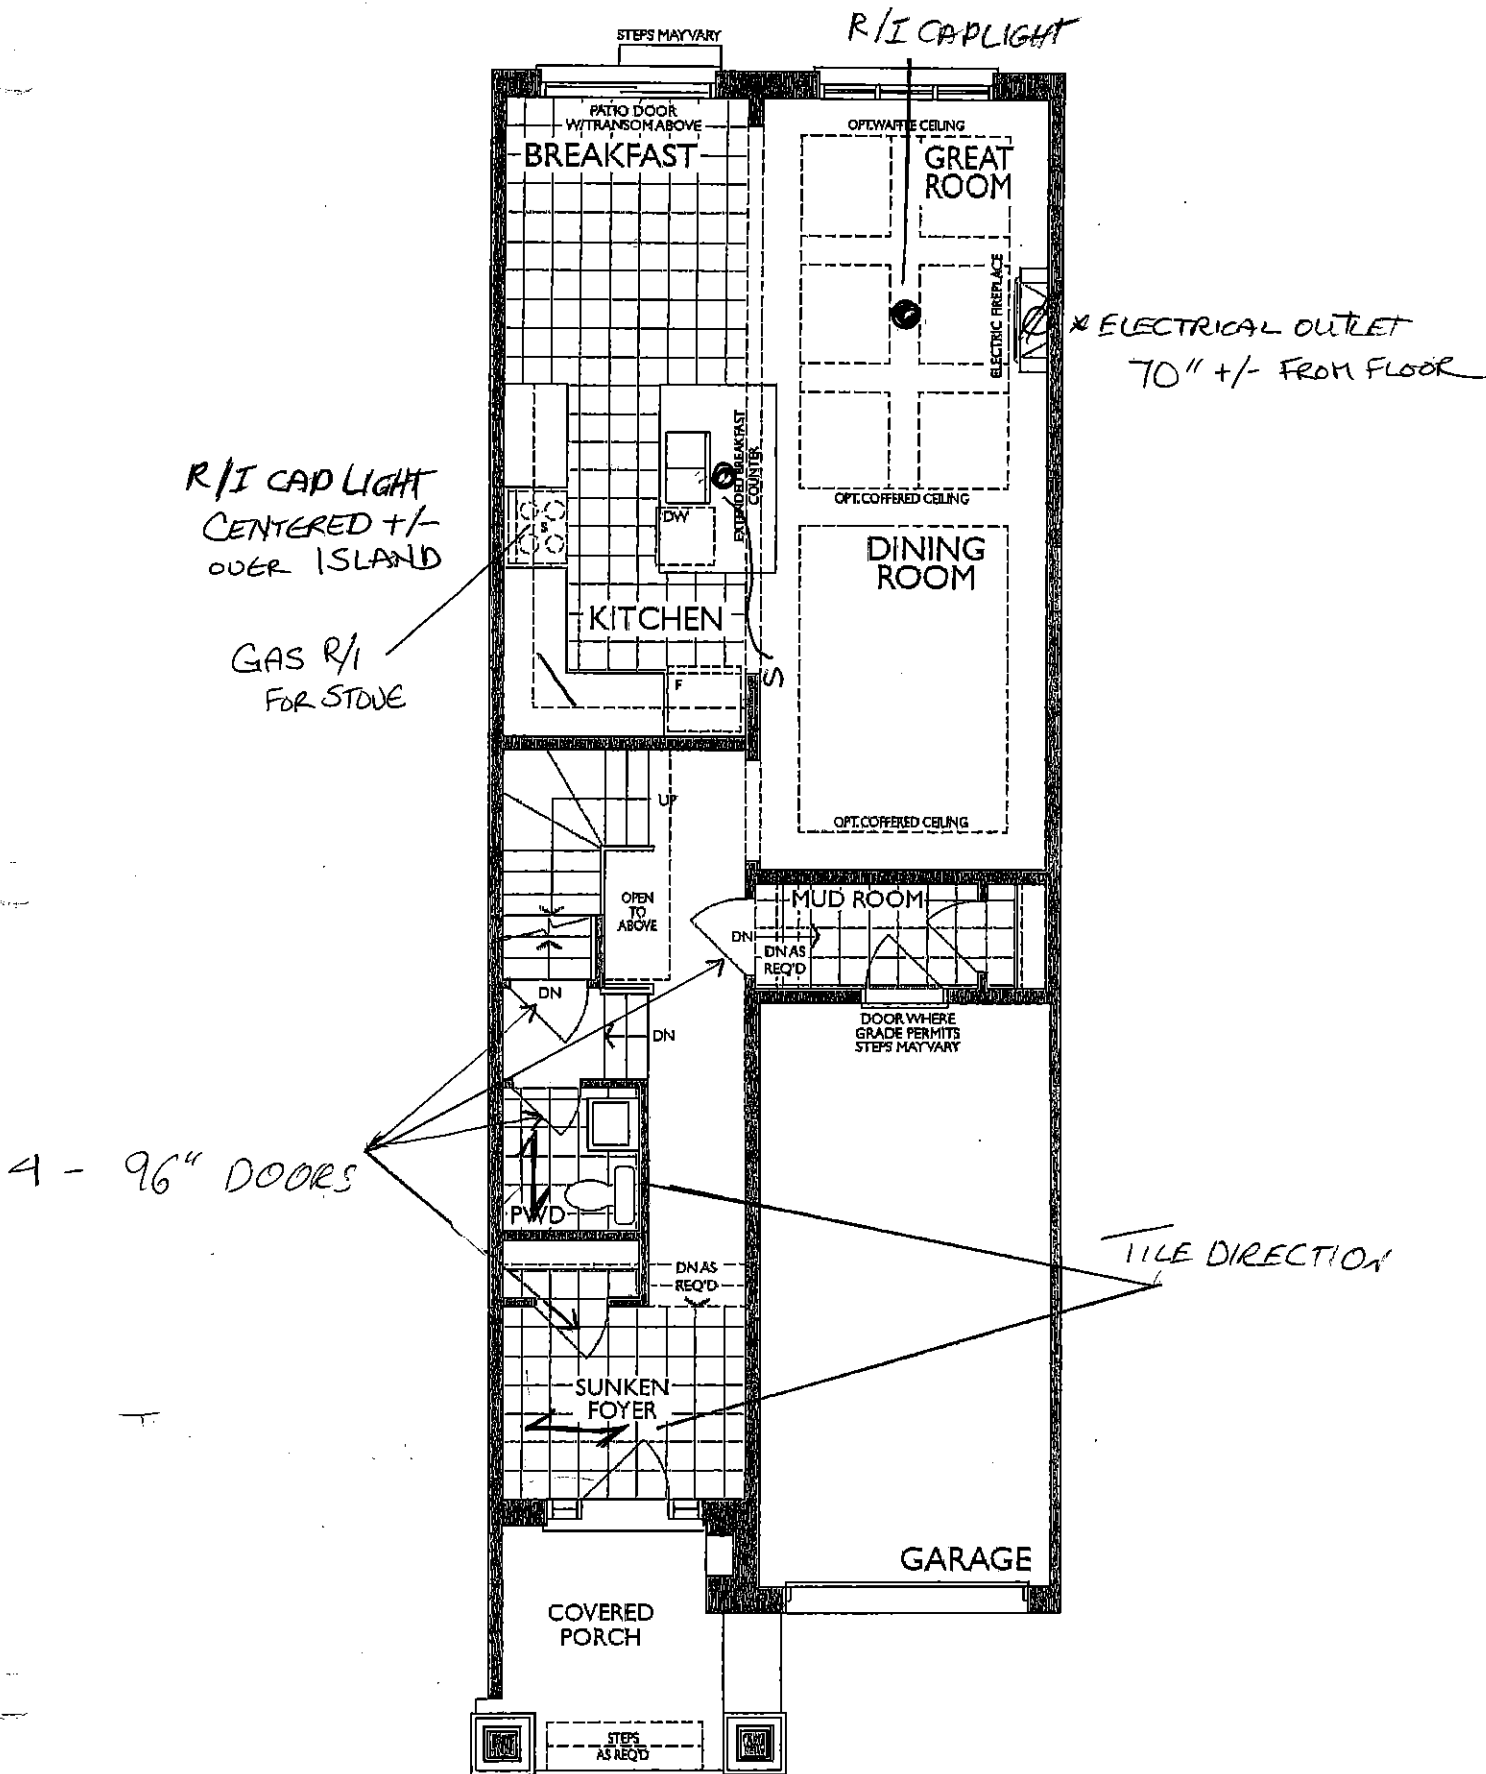 R/I CAPLIGHT
STEPS MAY VARY
PATIO DOOR
W/TRANSOM ABOVE
BREAKFAST
OPT.WAFFLE CEILING
GREAT
ROOM
ELECTRIC FIREPLACE
* ELECTRICAL OUTLET
70" +/- FROM FLOOR
R/I CAP LIGHT
CENTERED +/-
OVER ISLAND
EXTENDED BREAKFAST
COUNTER
DW
S
OPT. COFFERED CEILING
DINING
ROOM
KITCHEN
GAS R/I
FOR STOVE
F
S
UP
OPT. COFFERED CEILING
OPEN
TO
ABOVE
MUD ROOM
DN
DN AS
REQ'D
DN
DN
DOOR WHERE
GRADE PERMITS
STEPS MAY VARY
4 - 96" DOORS
PWD
TILE DIRECTION
DN AS
REQ'D
SUNKEN
FOYER
GARAGE
COVERED
PORCH
STEPS
AS REQ'D